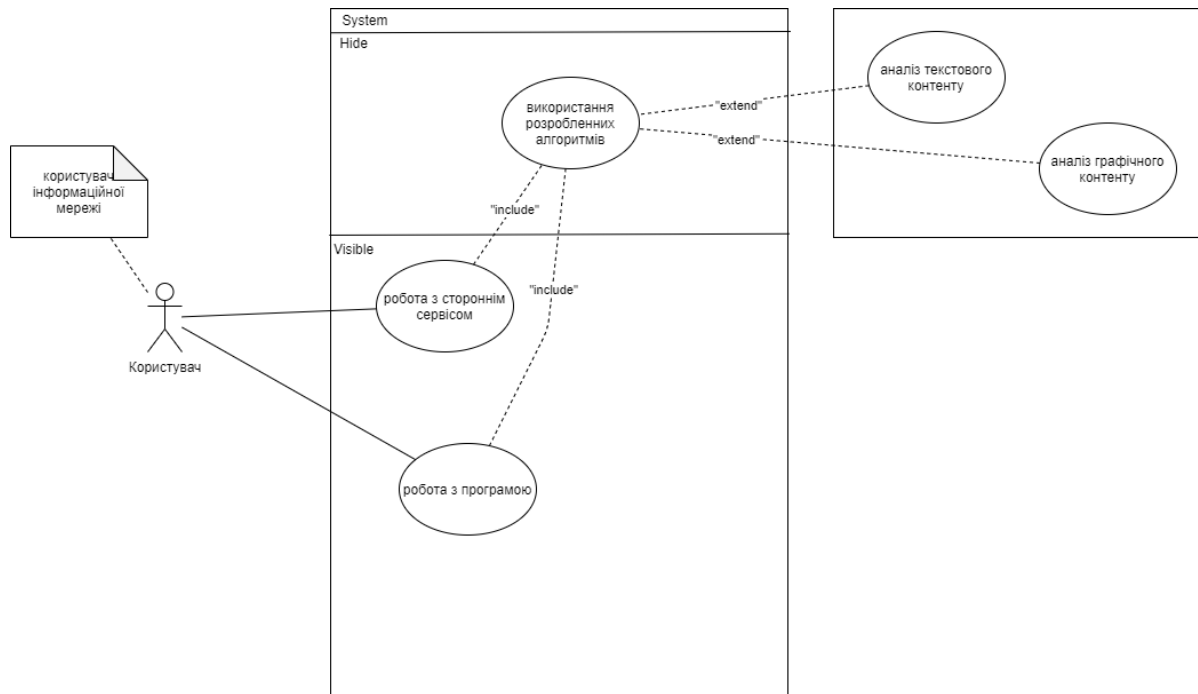 System
Hide
використання
розробленних
алгоритмів
"extend"
"extend"
аналіз текстового
контенту
аналіз графічного
контенту
користувач
інформаційної
мережі
"include"
Visible
"include"
робота з стороннім
сервісом
Користувач
робота з програмою